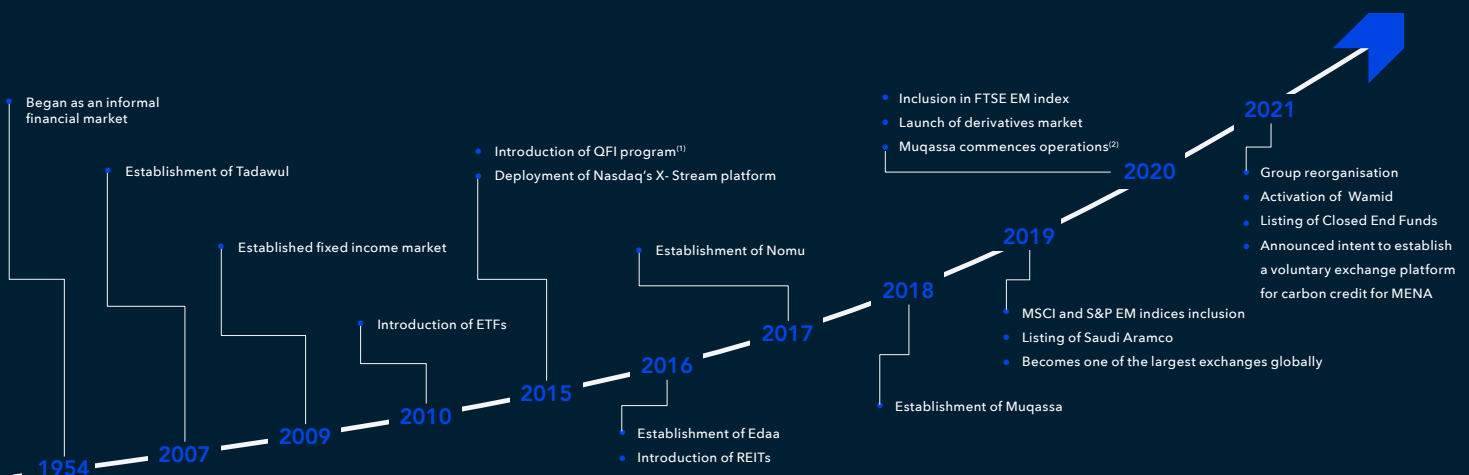 Began as an informal
financial market
1954
Establishment of Tadawul
2007
Established fixed income market
2009
Introduction of ETFs
2010
Introduction of QFI program(1)
Deployment of Nasdaq's X- Stream platform
2015
2016
Establishment of Edaa
Introduction of REITs
Establishment of Nomu
2017
2018
Establishment of Muqassa
2019
MSCI and S&P EM indices inclusion
Listing of Saudi Aramco
Becomes one of the largest exchanges globally
Inclusion in FTSE EM index
Launch of derivatives market
Muqassa commences operations(2)
2020
2021
Group reorganisation
Activation of Wamid
Listing of Closed End Funds
Announced intent to establish
a voluntary exchange platform
for carbon credit for MENA